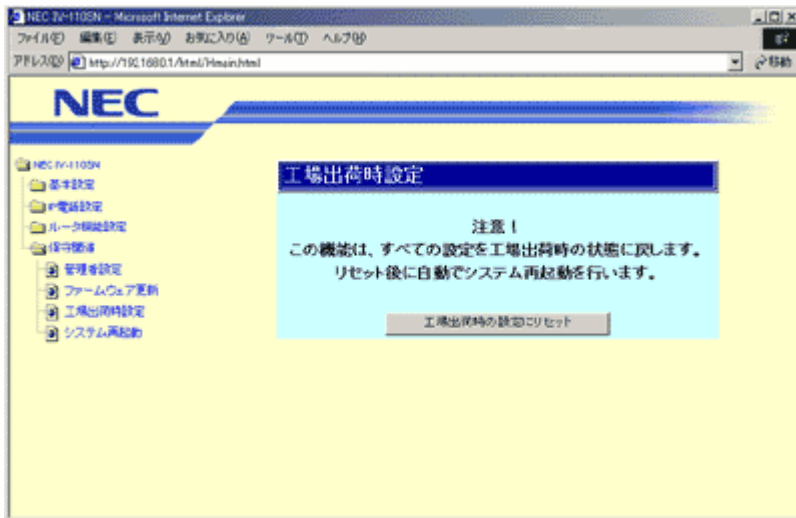 NEC IV-110SN - Microsoft Internet Explorer
ファイル(F) 編集(E) 表示(V) お気に入り(A) ツール(T) ヘルプ(H)
アドレス(D) http://192.168.0.1/html/Hmain.html 移動
NEC
NEC IV-110SN
基本設定
IP電話設定
ルータ機能設定
保守関連
管理者設定
ファームウェア更新
工場出荷時設定
システム再起動
工場出荷時設定
注意！
この機能は、すべての設定を工場出荷時の状態に戻します。
リセット後に自動でシステム再起動を行います。
工場出荷時の設定にリセット